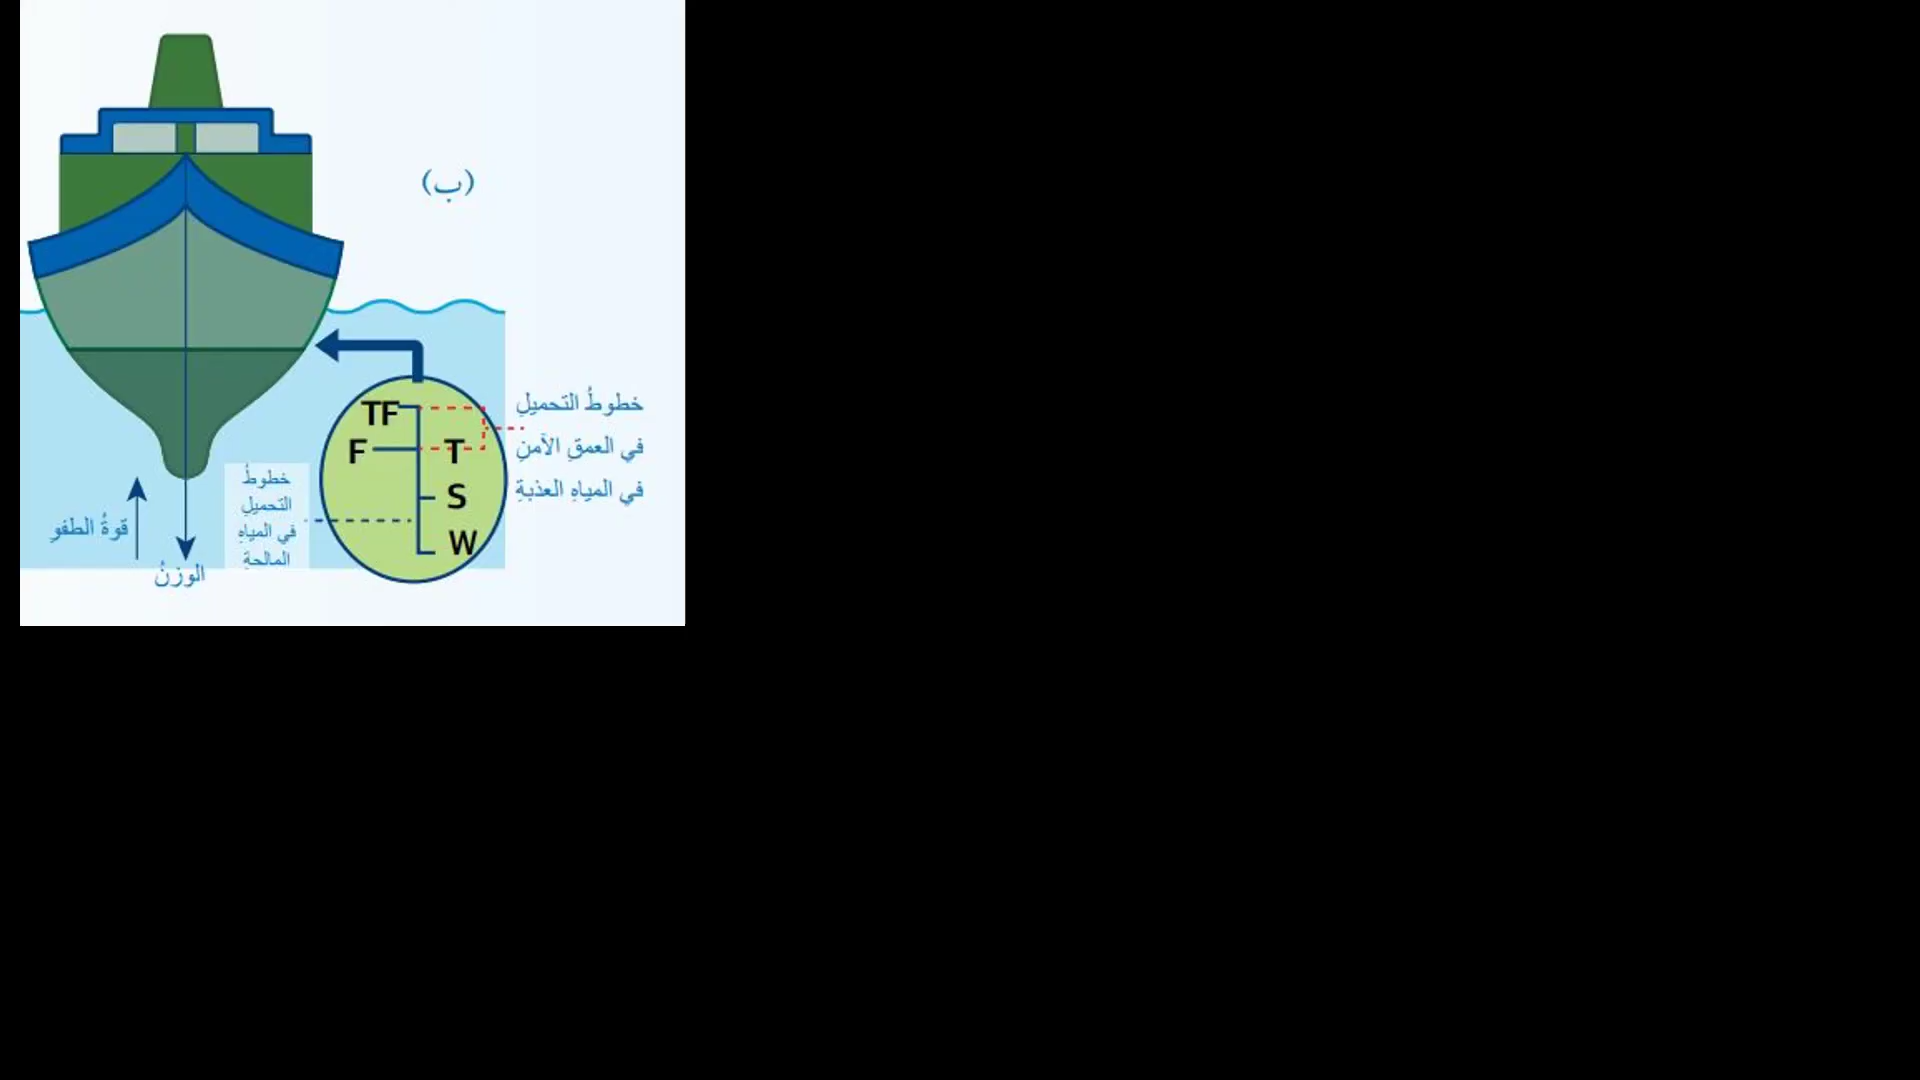 (ب)
TF
F
T
S
W
خطوطُ التحميلِ
في العمقِ الآمنِ
في المياهِ العذبةِ
خطوطُ
التحميلِ
في المياهِ
المالحةِ
قوةُ الطفوِ
الوزنُ